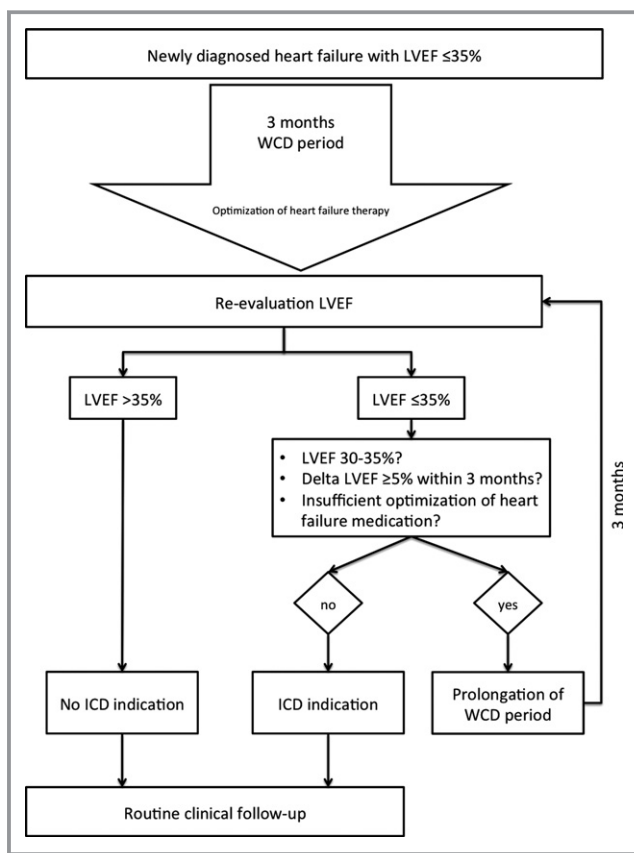 Newly diagnosed heart failure with LVEF ≤35%
3 months
WCD period
Optimization of heart failure therapy
Re-evaluation LVEF
LVEF >35%
LVEF ≤35%
• LVEF 30-35%?
• Delta LVEF ≥5% within 3 months?
• Insufficient optimization of heart
failure medication?
3 months
no
yes
No ICD indication
ICD indication
Prolongation of
WCD period
Routine clinical follow-up